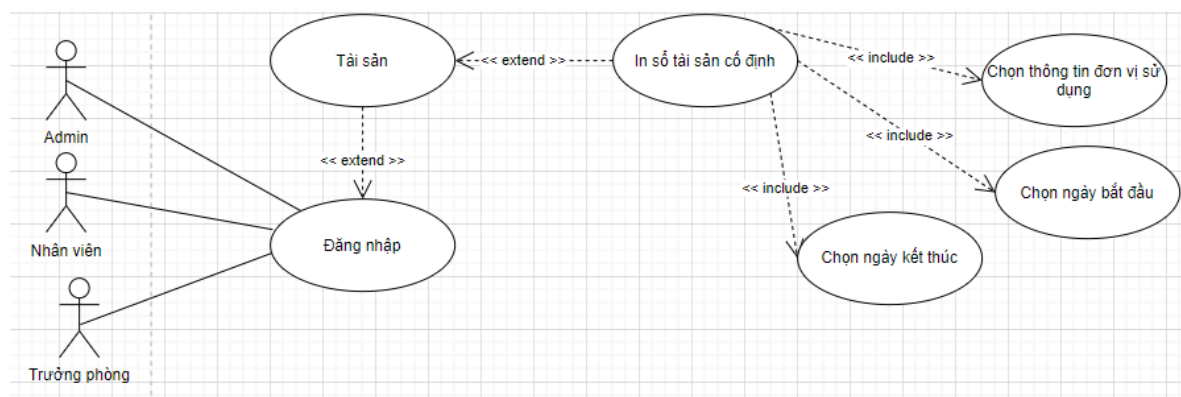 Tài sản
<< extend >>
In sổ tài sản cố định
<< include >>
Chọn thông tin đơn vị sử
dụng
Admin
<< include >>
<< extend >>
<< include >>
Chọn ngày bắt đầu
Nhân viên
Đăng nhập
Chọn ngày kết thúc
Trưởng phòng